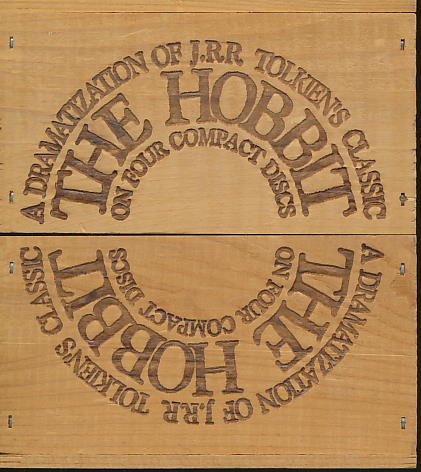 A DRAMATIZATION OF J.R.R. TOLKIEN'S CLASSIC
THE HOBBIT
ON FOUR COMPACT DISCS
A DRAMATIZATION OF J.R.R. TOLKIEN'S CLASSIC
THE HOBBIT
ON FOUR COMPACT DISCS